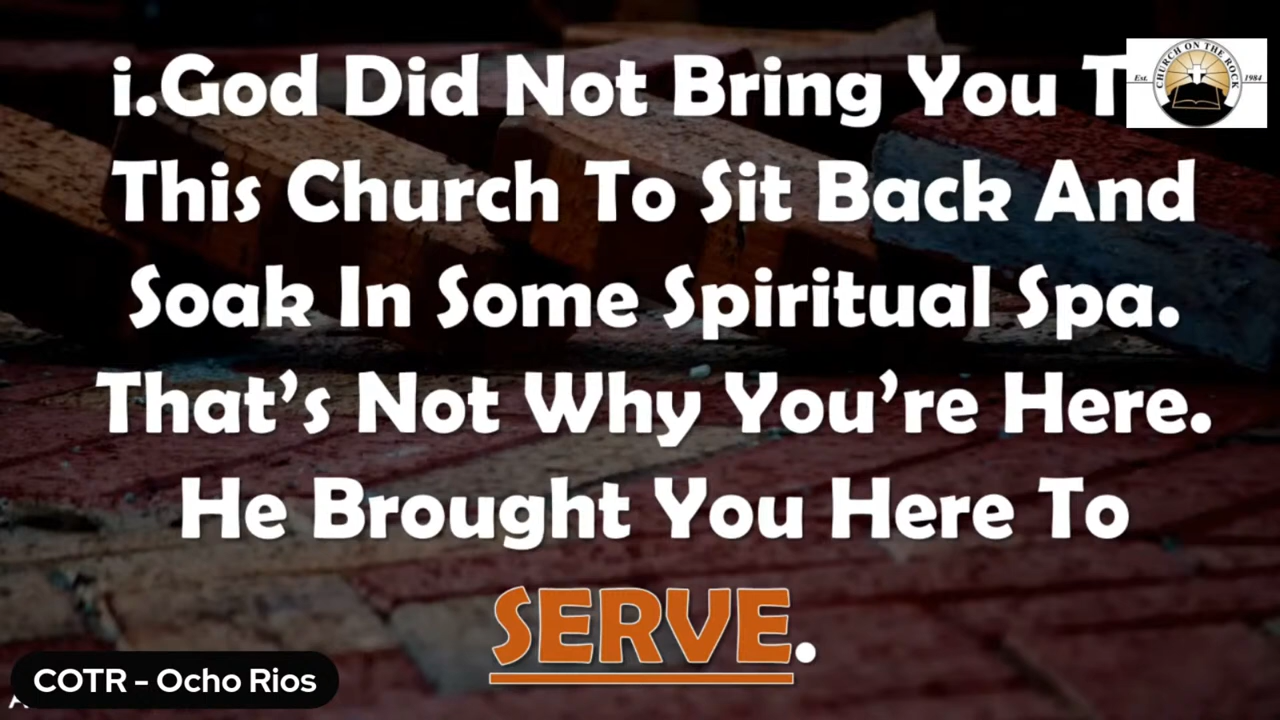 i.God Did Not Bring You
This Church To Sit Back And
Soak In Some Spiritual Spa.
That’s Not Why You’re Here.
He Brought You Here To
SERVE.
CHURCH ON THE ROCK
Est. 1984
COTR - Ocho Rios